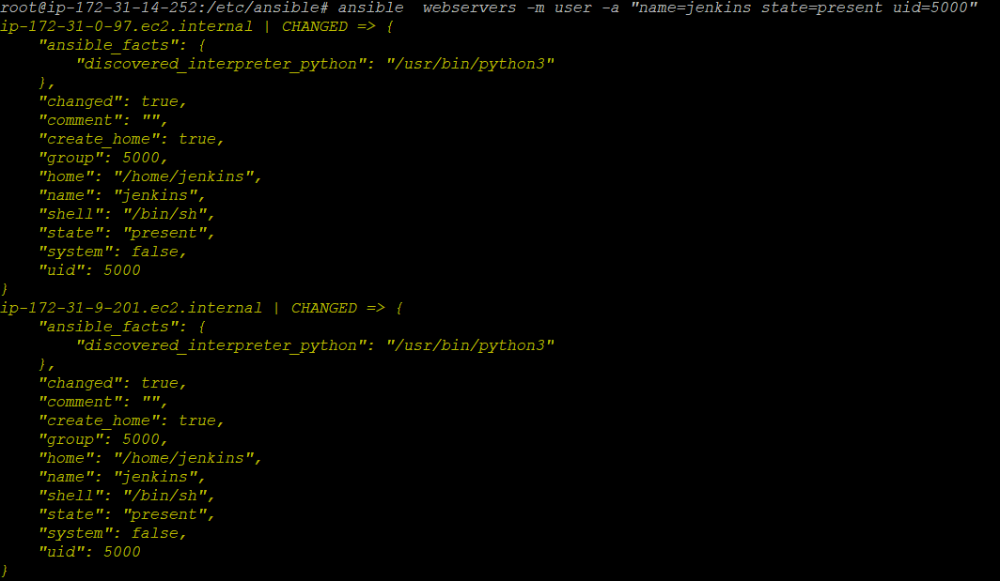 root@ip-172-31-14-252:/etc/ansible# ansible  webservers -m user -a "name=jenkins state=present uid=5000"
ip-172-31-0-97.ec2.internal | CHANGED => {
    "ansible_facts": {
        "discovered_interpreter_python": "/usr/bin/python3"
    },
    "changed": true,
    "comment": "",
    "create_home": true,
    "group": 5000,
    "home": "/home/jenkins",
    "name": "jenkins",
    "shell": "/bin/sh",
    "state": "present",
    "system": false,
    "uid": 5000
}
ip-172-31-9-201.ec2.internal | CHANGED => {
    "ansible_facts": {
        "discovered_interpreter_python": "/usr/bin/python3"
    },
    "changed": true,
    "comment": "",
    "create_home": true,
    "group": 5000,
    "home": "/home/jenkins",
    "name": "jenkins",
    "shell": "/bin/sh",
    "state": "present",
    "system": false,
    "uid": 5000
}